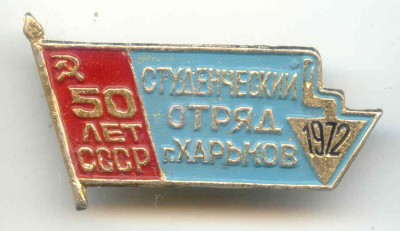 50
ЛЕТ
СССР
СТУДЕНЧЕСКИЙ
ОТРЯД
г.ХАРЬКОВ
1972